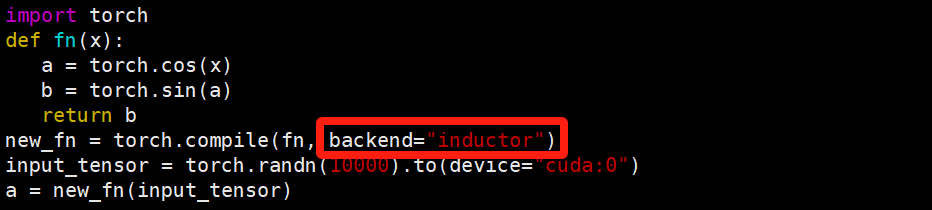 import torch
def fn(x):
   a = torch.cos(x)
   b = torch.sin(a)
   return b
new_fn = torch.compile(fn, backend="inductor")
input_tensor = torch.randn(10000).to(device="cuda:0")
a = new_fn(input_tensor)